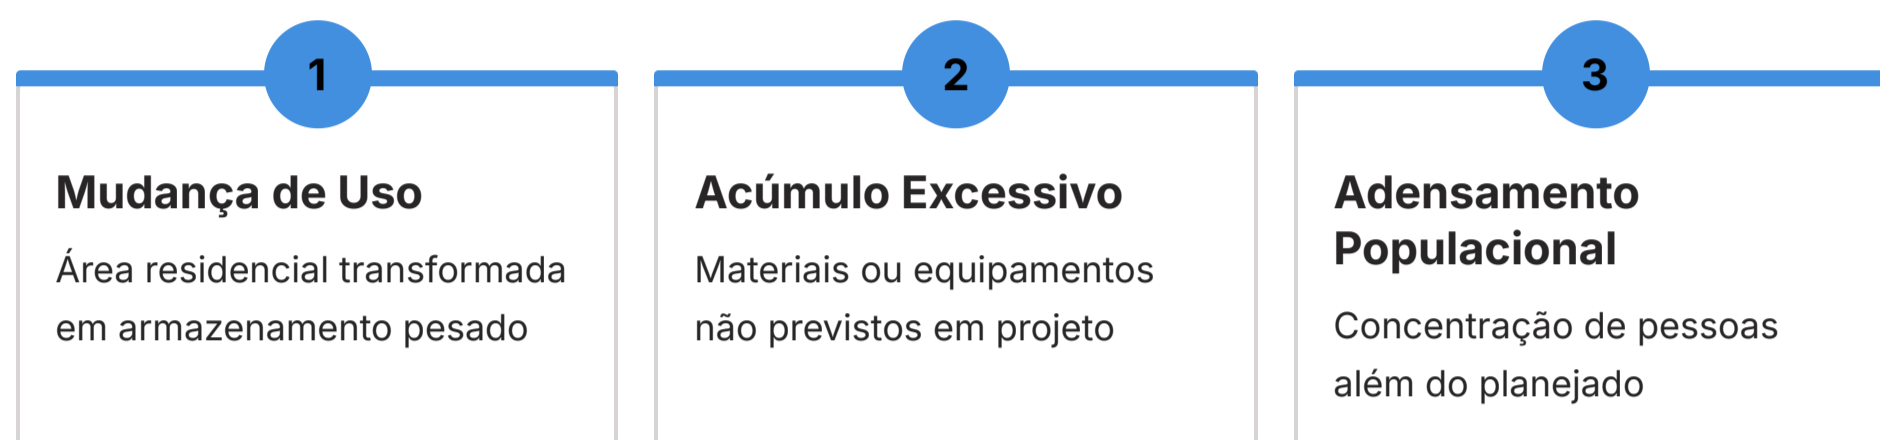 1
Mudança de Uso
Área residencial transformada
em armazenamento pesado
2
Acúmulo Excessivo
Materiais ou equipamentos
não previstos em projeto
3
Adensamento
Populacional
Concentração de pessoas
além do planejado